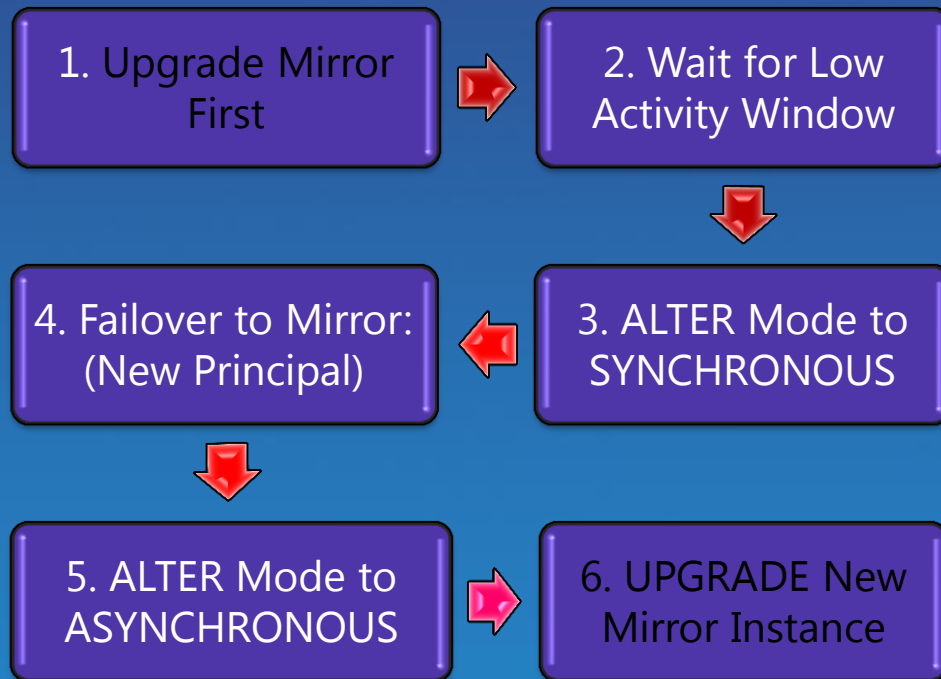 1. Upgrade Mirror
First
2. Wait for Low
Activity Window
3. ALTER Mode to
SYNCHRONOUS
4. Failover to Mirror:
(New Principal)
5. ALTER Mode to
ASYNCHRONOUS
6. UPGRADE New
Mirror Instance